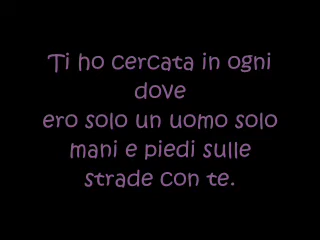 Ti ho cercata in ogni
dove
ero solo un uomo solo
mani e piedi sulle
strade con te.